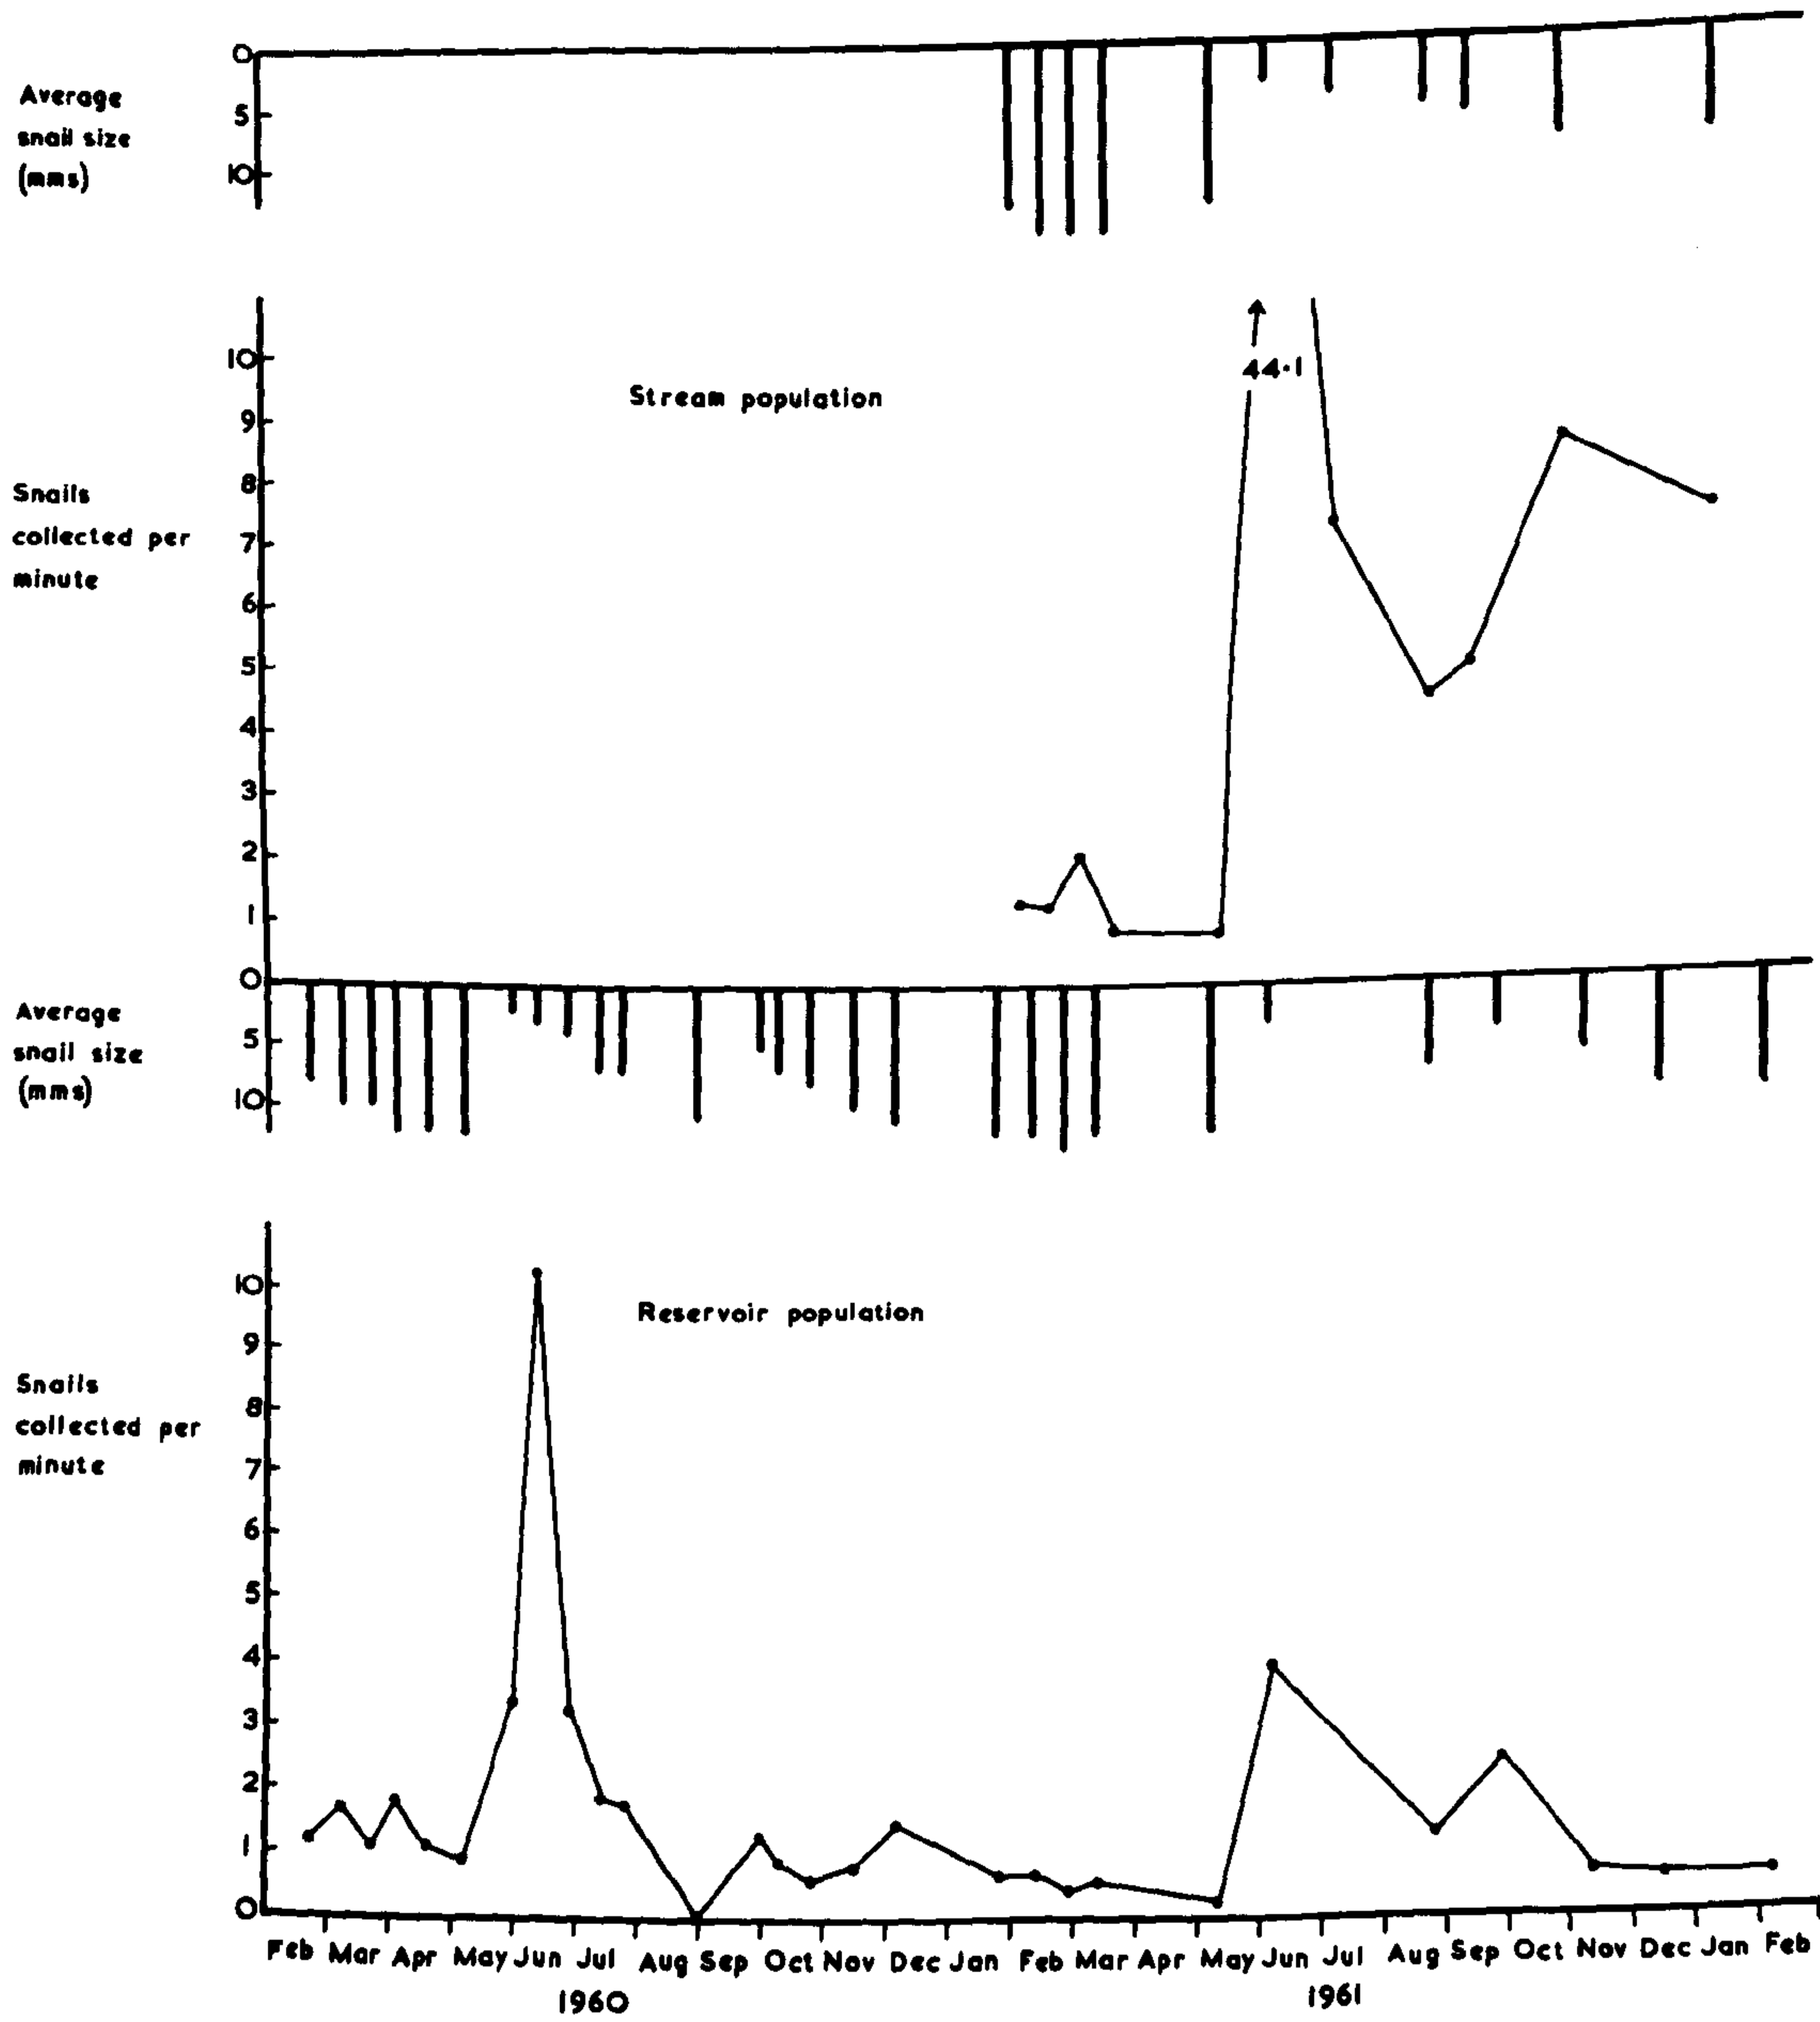 0
5
10
Average
snail size
(mms)
10
9
8
7
6
5
4
3
2
1
0
Snails
collected per
minute
Stream population
44·1
Average
snail size
(mms)
5
10
10
9
8
7
6
5
4
3
2
1
0
Snails
collected per
minute
Reservoir population
Feb Mar Apr May Jun Jul Aug Sep Oct Nov Dec Jan Feb Mar Apr May Jun Jul Aug Sep Oct Nov Dec Jan Feb
1960 1961